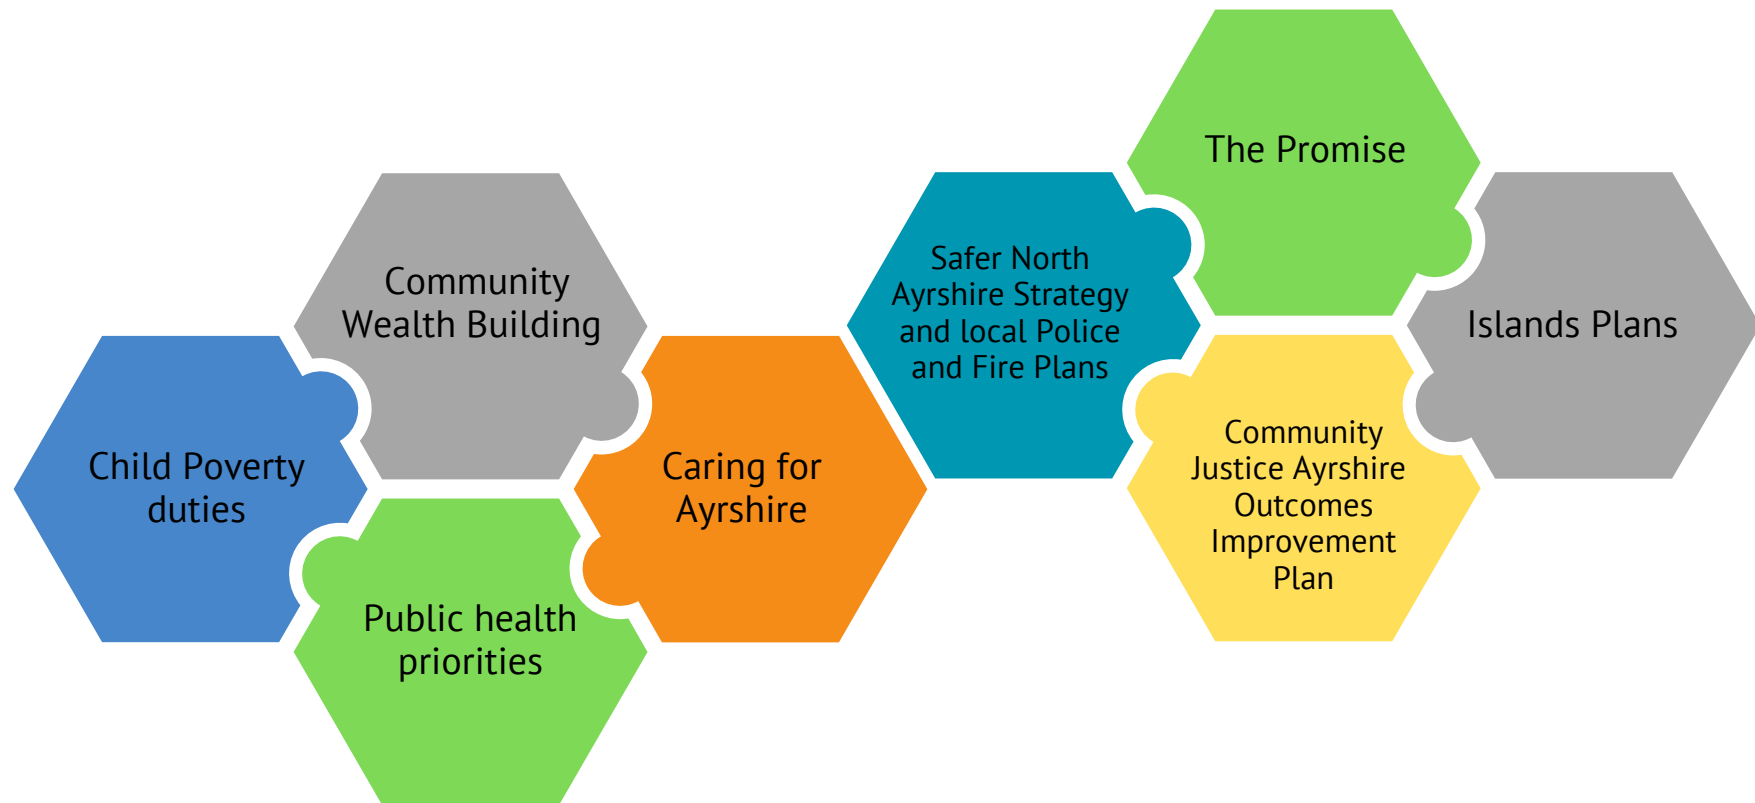 Child Poverty
duties
Community
Wealth Building
Public health
priorities
Caring for
Ayrshire
Safer North
Ayrshire Strategy
and local Police
and Fire Plans
The Promise
Community
Justice Ayrshire
Outcomes
Improvement
Plan
Islands Plans